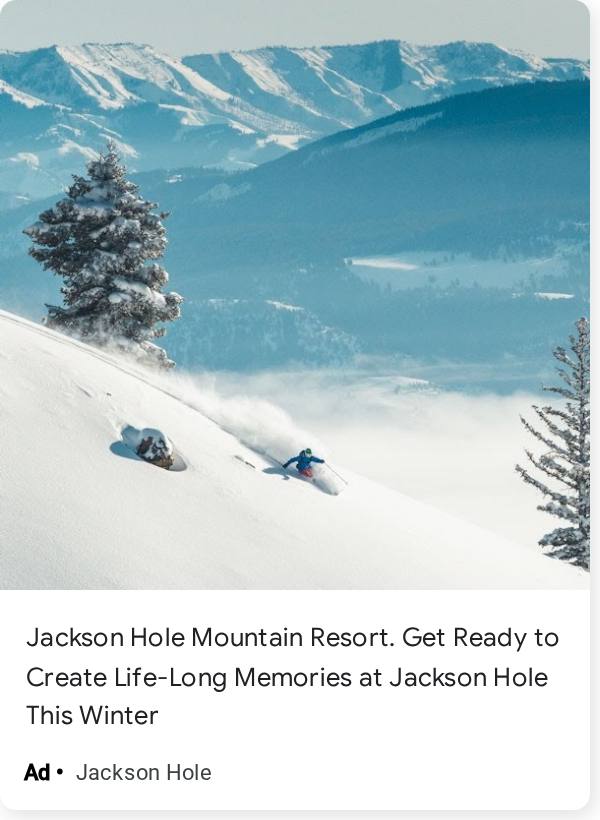 Jackson Hole Mountain Resort. Get Ready to
Create Life-Long Memories at Jackson Hole
This Winter
Ad • Jackson Hole